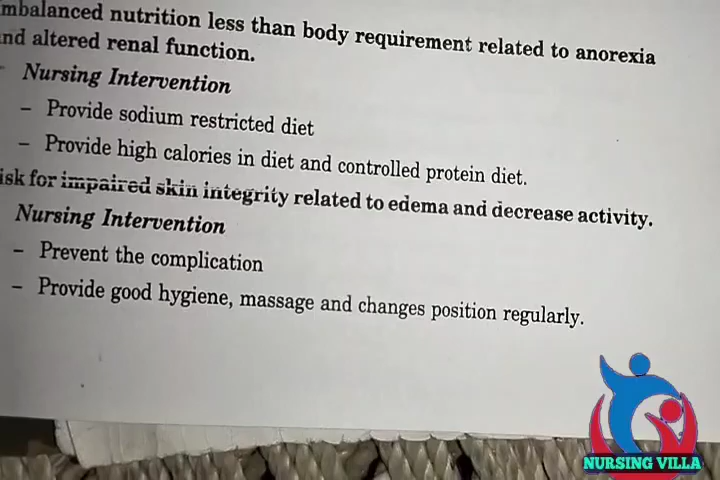 mbalanced nutrition less than body requirement related to anorexia
nd altered renal function.
Nursing Intervention
– Provide sodium restricted diet
– Provide high calories in diet and controlled protein diet.
isk for impaired skin integrity related to edema and decrease activity.
Nursing Intervention
– Prevent the complication
– Provide good hygiene, massage and changes position regularly.
NURSING VILLA